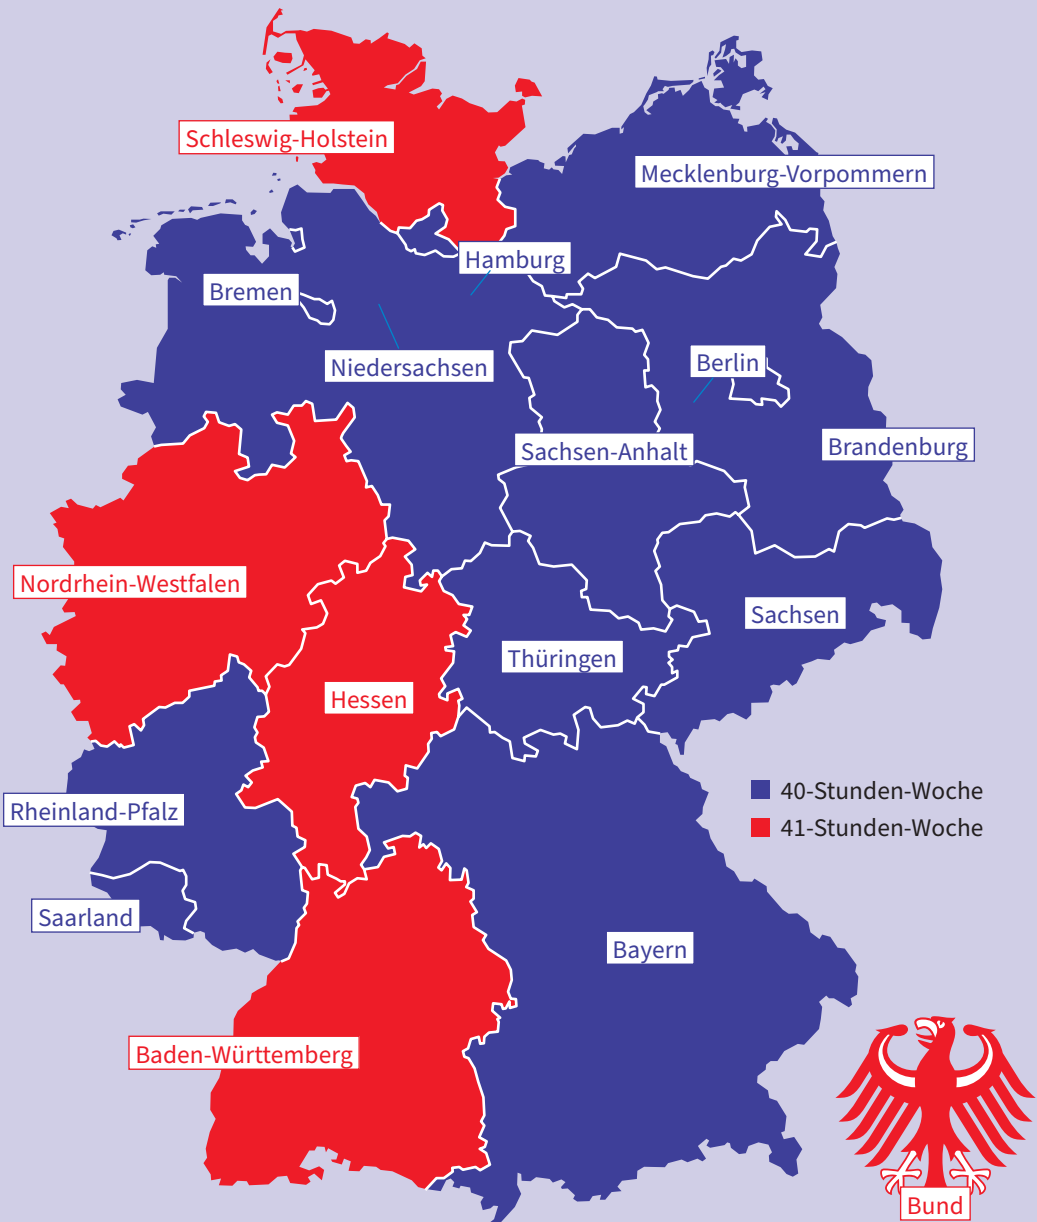 Schleswig-Holstein
Mecklenburg-Vorpommern
Hamburg
Bremen
Niedersachsen
Berlin
Sachsen-Anhalt
Brandenburg
Nordrhein-Westfalen
Sachsen
Thüringen
Hessen
Rheinland-Pfalz
40-Stunden-Woche
41-Stunden-Woche
Saarland
Bayern
Baden-Württemberg
Bund